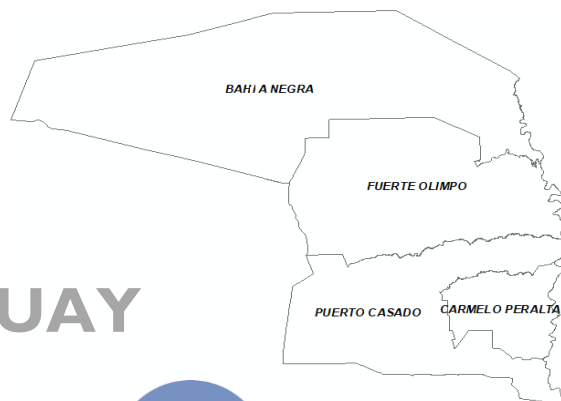 BAHIA NEGRA
FUERTE OLIMPO
UAY
PUERTO CASADO
CARMELO PERALTA